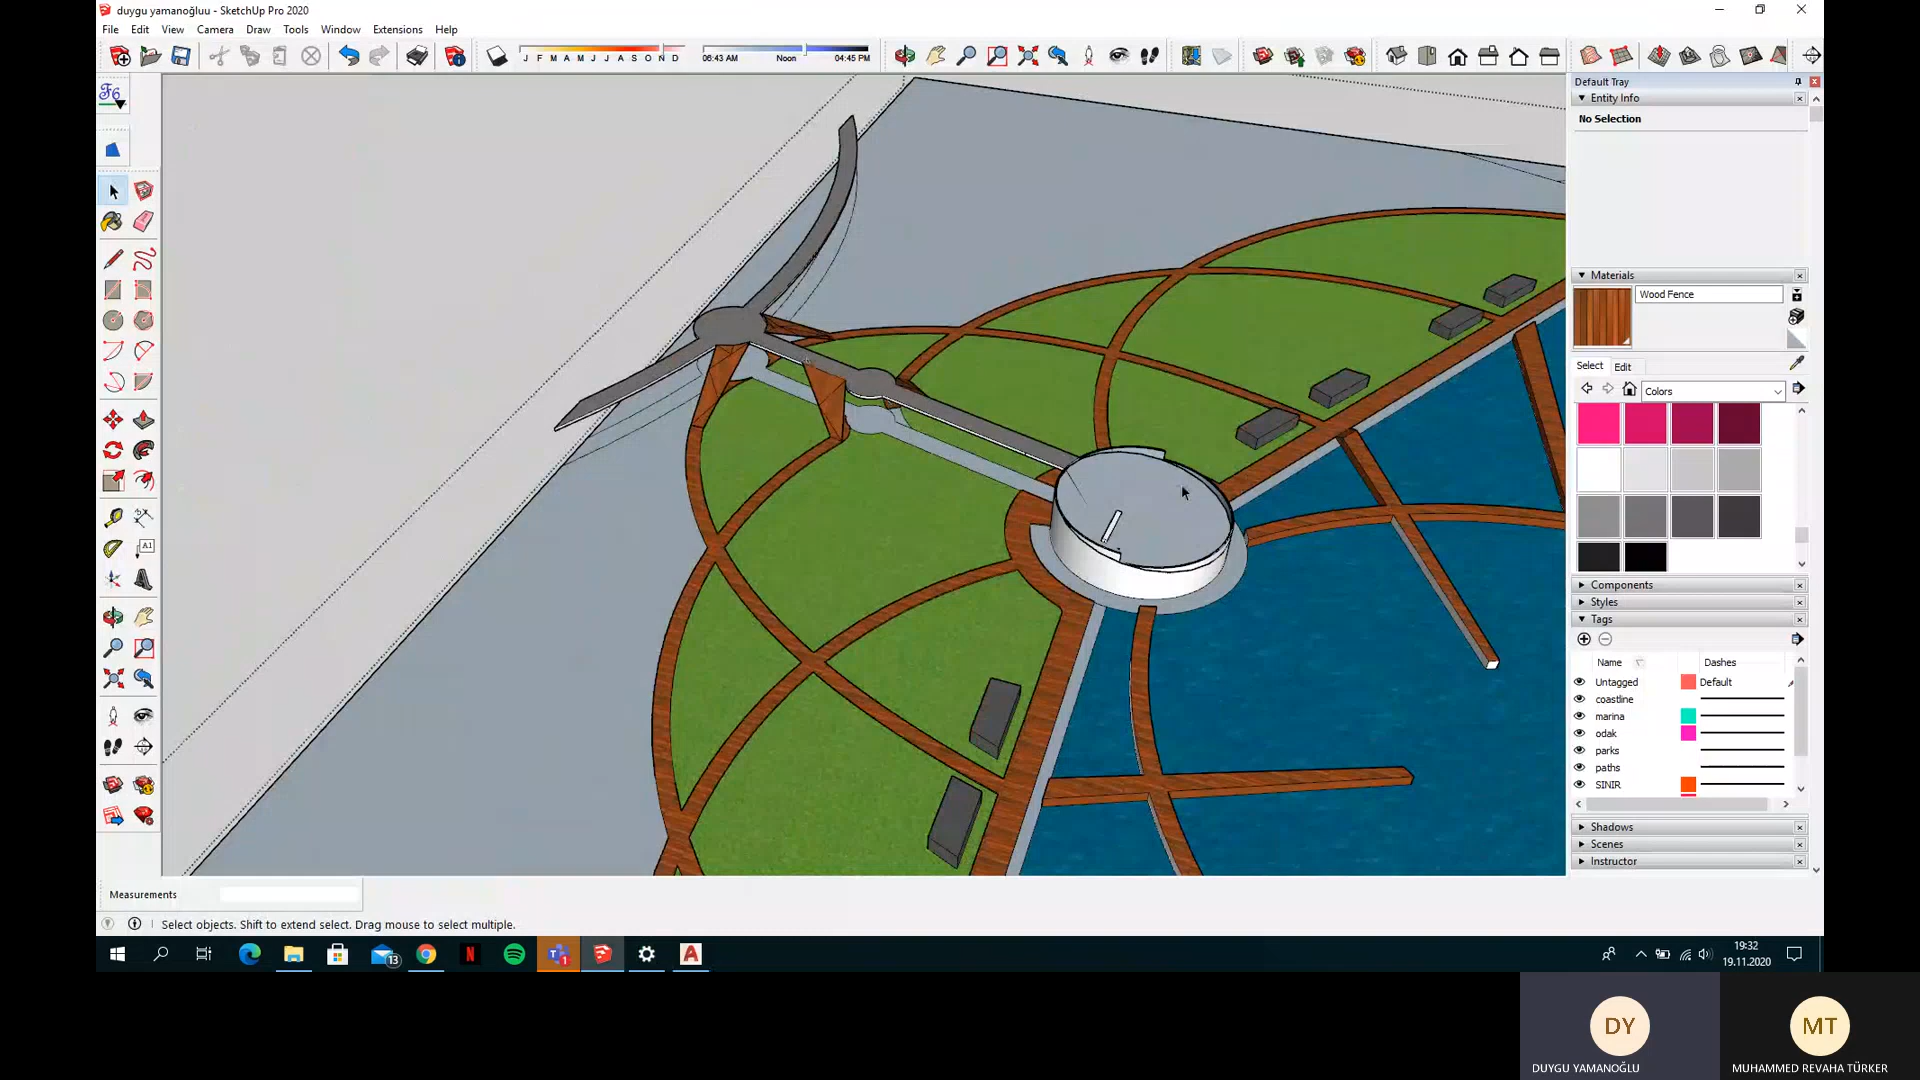 duygu yamanoğluu - SketchUp Pro 2020
File Edit View Camera Draw Tools Window Extensions Help
J F M A M J J A S O N D
06:43 AM Noon 04:45 PM
Default Tray
Entity Info
No Selection
Materials
Wood Fence
Select Edit
Colors
Components
Styles
Tags
Name Dashes
Untagged Default
coastline
marina
odak
parks
paths
SINIR
Shadows
Scenes
Instructor
A1
Measurements
Select objects. Shift to extend select. Drag mouse to select multiple.
13
1
19:32
19.11.2020
DY
DUYGU YAMANOĞLU
MT
MUHAMMED REVAHA TÜRKER